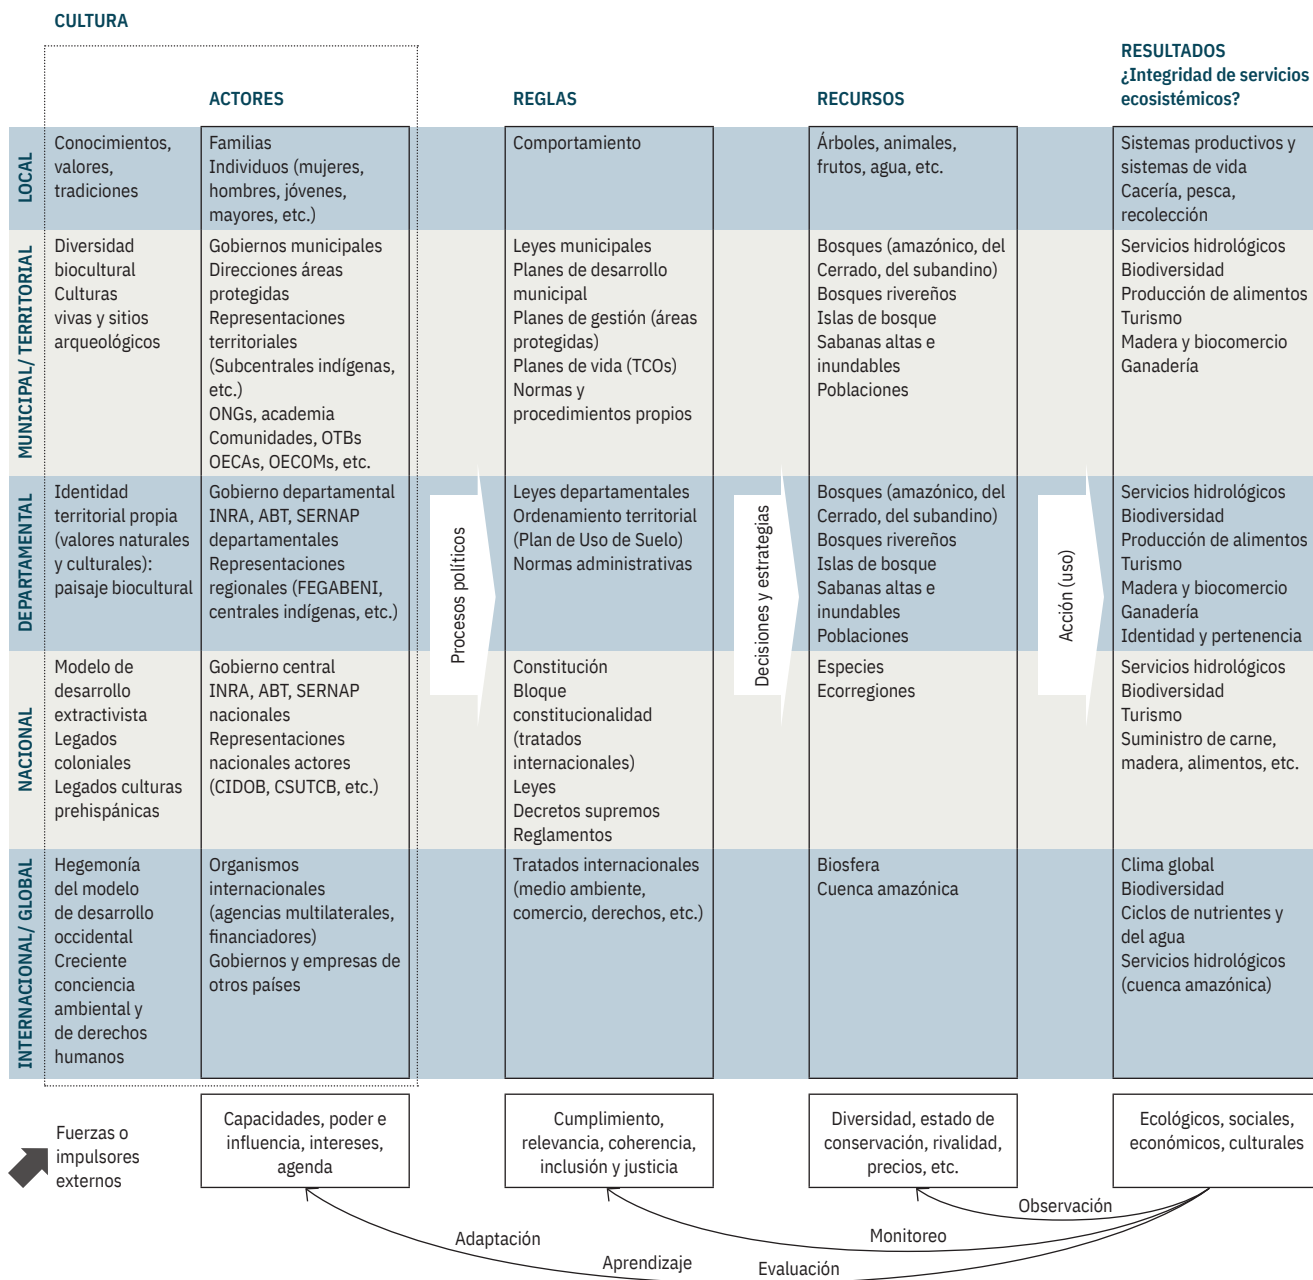 CULTURA
ACTORES
REGLAS
RECURSOS
RESULTADOS
¿Integridad de servicios
ecosistémicos?
LOCAL
Conocimientos,
valores,
tradiciones
Familias
Individuos (mujeres,
hombres, jóvenes,
mayores, etc.)
Comportamiento
Árboles, animales,
frutos, agua, etc.
Sistemas productivos y
sistemas de vida
Cacería, pesca,
recolección
MUNICIPAL/ TERRITORIAL
Diversidad
biocultural
Culturas
vivas y sitios
arqueológicos
Gobiernos municipales
Direcciones áreas
protegidas
Representaciones
territoriales
(Subcentrales indígenas,
etc.)
ONGs, academia
Comunidades, OTBs
OECAs, OECOMs, etc.
Leyes municipales
Planes de desarrollo
municipal
Planes de gestión (áreas
protegidas)
Planes de vida (TCOs)
Normas y
procedimientos propios
Bosques (amazónico, del
Cerrado, del subandino)
Bosques rivereños
Islas de bosque
Sabanas altas e
inundables
Poblaciones
Servicios hidrológicos
Biodiversidad
Producción de alimentos
Turismo
Madera y biocomercio
Ganadería
DEPARTAMENTAL
Identidad
territorial propia
(valores naturales
y culturales):
paisaje biocultural
Gobierno departamental
INRA, ABT, SERNAP
departamentales
Representaciones
regionales (FEGABENI,
centrales indígenas, etc.)
Procesos políticos
Leyes departamentales
Ordenamiento territorial
(Plan de Uso de Suelo)
Normas administrativas
Decisiones y estrategias
Bosques (amazónico, del
Cerrado, del subandino)
Bosques rivereños
Islas de bosque
Sabanas altas e
inundables
Poblaciones
Acción (uso)
Servicios hidrológicos
Biodiversidad
Producción de alimentos
Turismo
Madera y biocomercio
Ganadería
Identidad y pertenencia
NACIONAL
Modelo de
desarrollo
extractivista
Legados
coloniales
Legados culturas
prehispánicas
Gobierno central
INRA, ABT, SERNAP
nacionales
Representaciones
nacionales actores
(CIDOB, CSUTCB, etc.)
Constitución
Bloque
constitucionalidad
(tratados
internacionales)
Leyes
Decretos supremos
Reglamentos
Especies
Ecorregiones
Servicios hidrológicos
Biodiversidad
Turismo
Suministro de carne,
madera, alimentos, etc.
INTERNACIONAL/ GLOBAL
Hegemonía
del modelo
de desarrollo
occidental
Creciente
conciencia
ambiental y
de derechos
humanos
Organismos
internacionales
(agencias multilaterales,
financiadores)
Gobiernos y empresas de
otros países
Tratados internacionales
(medio ambiente,
comercio, derechos, etc.)
Biosfera
Cuenca amazónica
Clima global
Biodiversidad
Ciclos de nutrientes y
del agua
Servicios hidrológicos
(cuenca amazónica)
Fuerzas o
impulsores
externos
Capacidades, poder e
influencia, intereses,
agenda
Cumplimiento,
relevancia, coherencia,
inclusión y justicia
Diversidad, estado de
conservación, rivalidad,
precios, etc.
Ecológicos, sociales,
económicos, culturales
Observación
Monitoreo
Adaptación
Aprendizaje
Evaluación